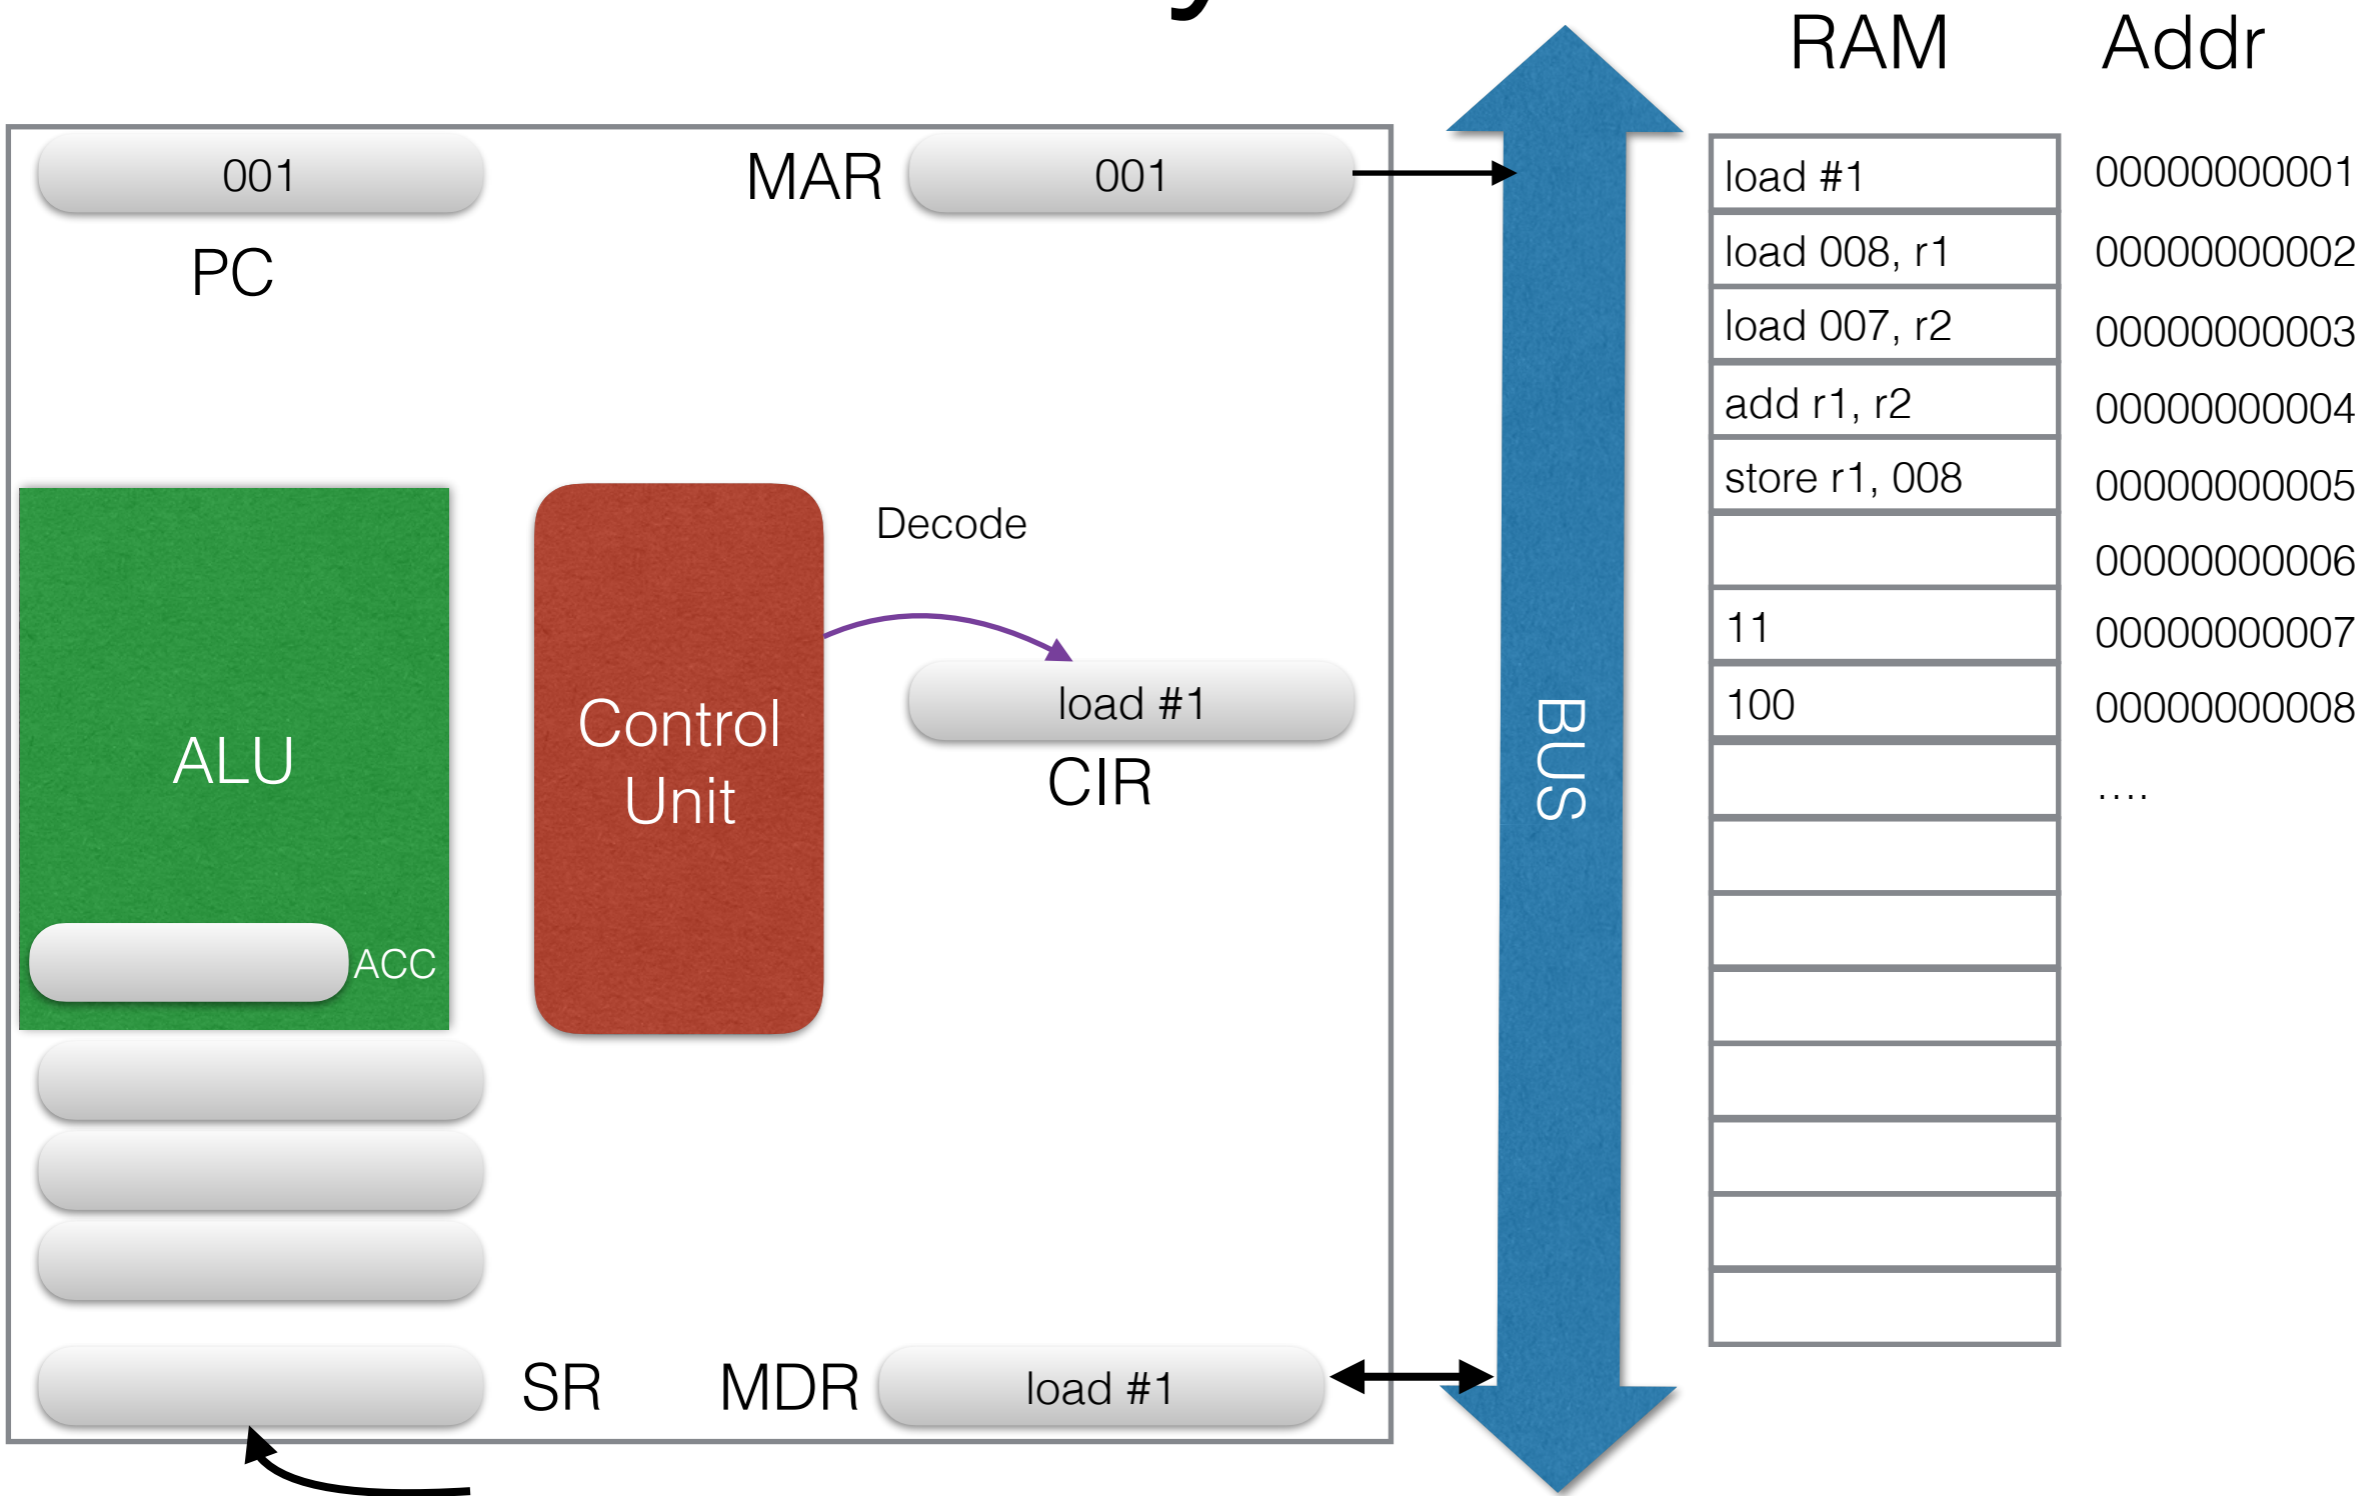 RAM Addr
001
MAR
001
PC
load #1 00000000001
load 008, r1 00000000002
load 007, r2 00000000003
add r1, r2 00000000004
store r1, 008 00000000005
00000000006
11 00000000007
100 00000000008
....
Decode
ALU
Control
Unit
load #1
CIR
BUS
ACC
SR
MDR
load #1